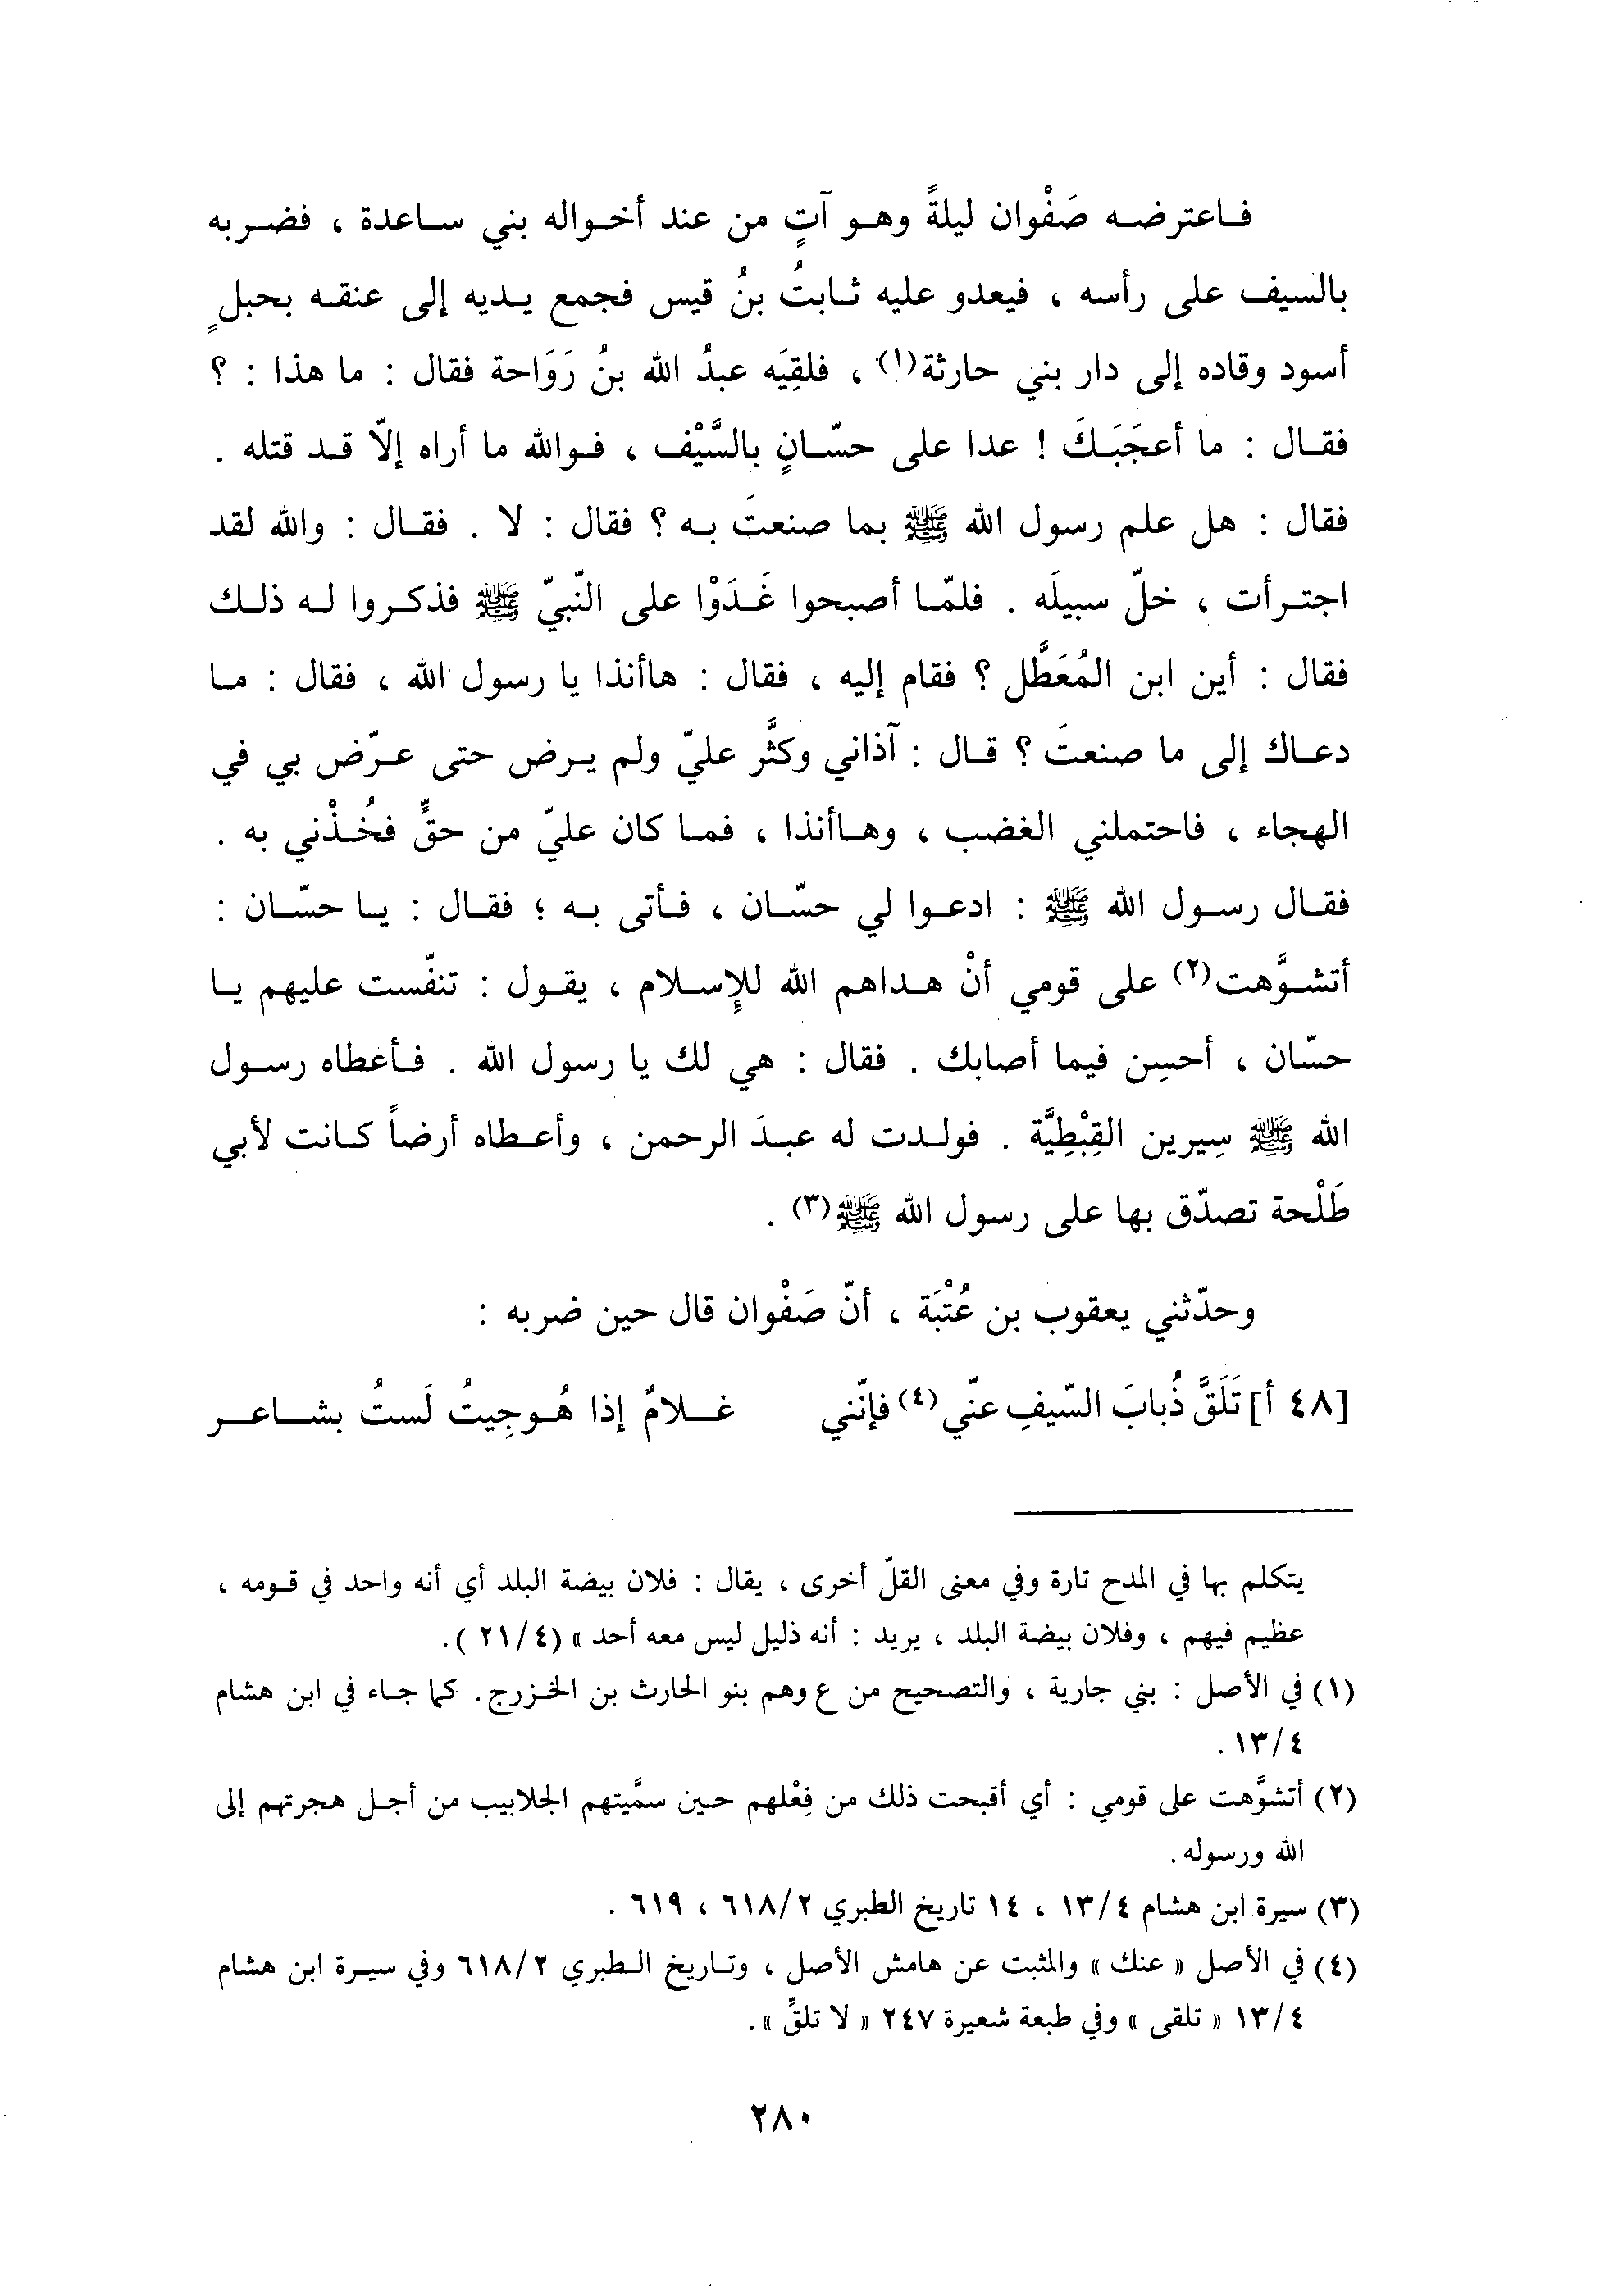 فاعترضه صَفْوان ليلةً وهو آتٍ من عند أخواله بني ساعدة ، فضربه
بالسيف على رأسه ، فيعدو عليه ثابتُ بنُ قيس فجمع يديه إلى عنقه بحبلٍ
أسود وقاده إلى دار بني حارثة(١) ، فلقِيَه عبدُ الله بنُ رَوَاحة فقال : ما هذا : ؟
فقال : ما أعجَبَكَ ! عدا على حسّانٍ بالسَّيْف ، فوالله ما أراه إلّا قد قتله .
فقال : هل علم رسول الله ﷺ بما صنعتَ به ؟ فقال : لا . فقال : والله لقد
اجترأت ، خلّ سبيلَه . فلمّا أصبحوا غَدَوْا على النّبيّ ﷺ فذكروا له ذلك
فقال : أين ابن المُعَطَّل ؟ فقام إليه ، فقال : هاأنذا يا رسول الله ، فقال : ما
دعاك إلى ما صنعتَ ؟ قال : آذاني وكثَّر عليّ ولم يرض حتى عرّض بي في
الهجاء ، فاحتملني الغضب ، وهاأنذا ، فما كان عليّ من حقٍّ فخُذْني به .
فقال رسول الله ﷺ : ادعوا لي حسّان ، فأتى به ؛ فقال : يا حسّان :
أتشوَّهت(٢) على قومي أنْ هداهم الله للإِسلام ، يقول : تنفّست عليهم يا
حسّان ، أحسِن فيما أصابك . فقال : هي لك يا رسول الله . فأعطاه رسول
الله ﷺ سِيرين القِبْطِيَّة . فولدت له عبدَ الرحمن ، وأعطاه أرضاً كانت لأبي
طَلْحة تصدّق بها على رسول الله ﷺ(٣) .
وحدّثني يعقوب بن عُتْبَة ، أنّ صَفْوان قال حين ضربه :
[٤٨ أ] تَلَقَّ ذُبابَ السّيفِ عنّي(٤) فإنّني غلامٌ إذا هُوجِيتُ لَستُ بشاعر
يتكلم بها في المدح تارة وفي معنى القلّ أخرى ، يقال : فلان بيضة البلد أي أنه واحد في قومه ،
عظيم فيهم ، وفلان بيضة البلد ، يريد : أنه ذليل ليس معه أحد » (٢١/٤ ).
(١) في الأصل : بني جارية ، والتصحيح من ع وهم بنو الحارث بن الخزرج. كما جاء في ابن هشام
١٣/٤ .
(٢) أتشوَّهت على قومي : أي أقبحت ذلك من فِعْلهم حين سمَّيتهم الجلابيب من أجل هجرتهم إلى
الله ورسوله .
(٣) سيرة ابن هشام ١٣/٤ ، ١٤ تاريخ الطبري ٦١٨/٢ ، ٦١٩ .
(٤) في الأصل « عنك » والمثبت عن هامش الأصل ، وتاريخ الطبري ٦١٨/٢ وفي سيرة ابن هشام
١٣/٤ « تلقى » وفي طبعة شعيرة ٢٤٧ « لا تلقِّ ».
٢٨٠